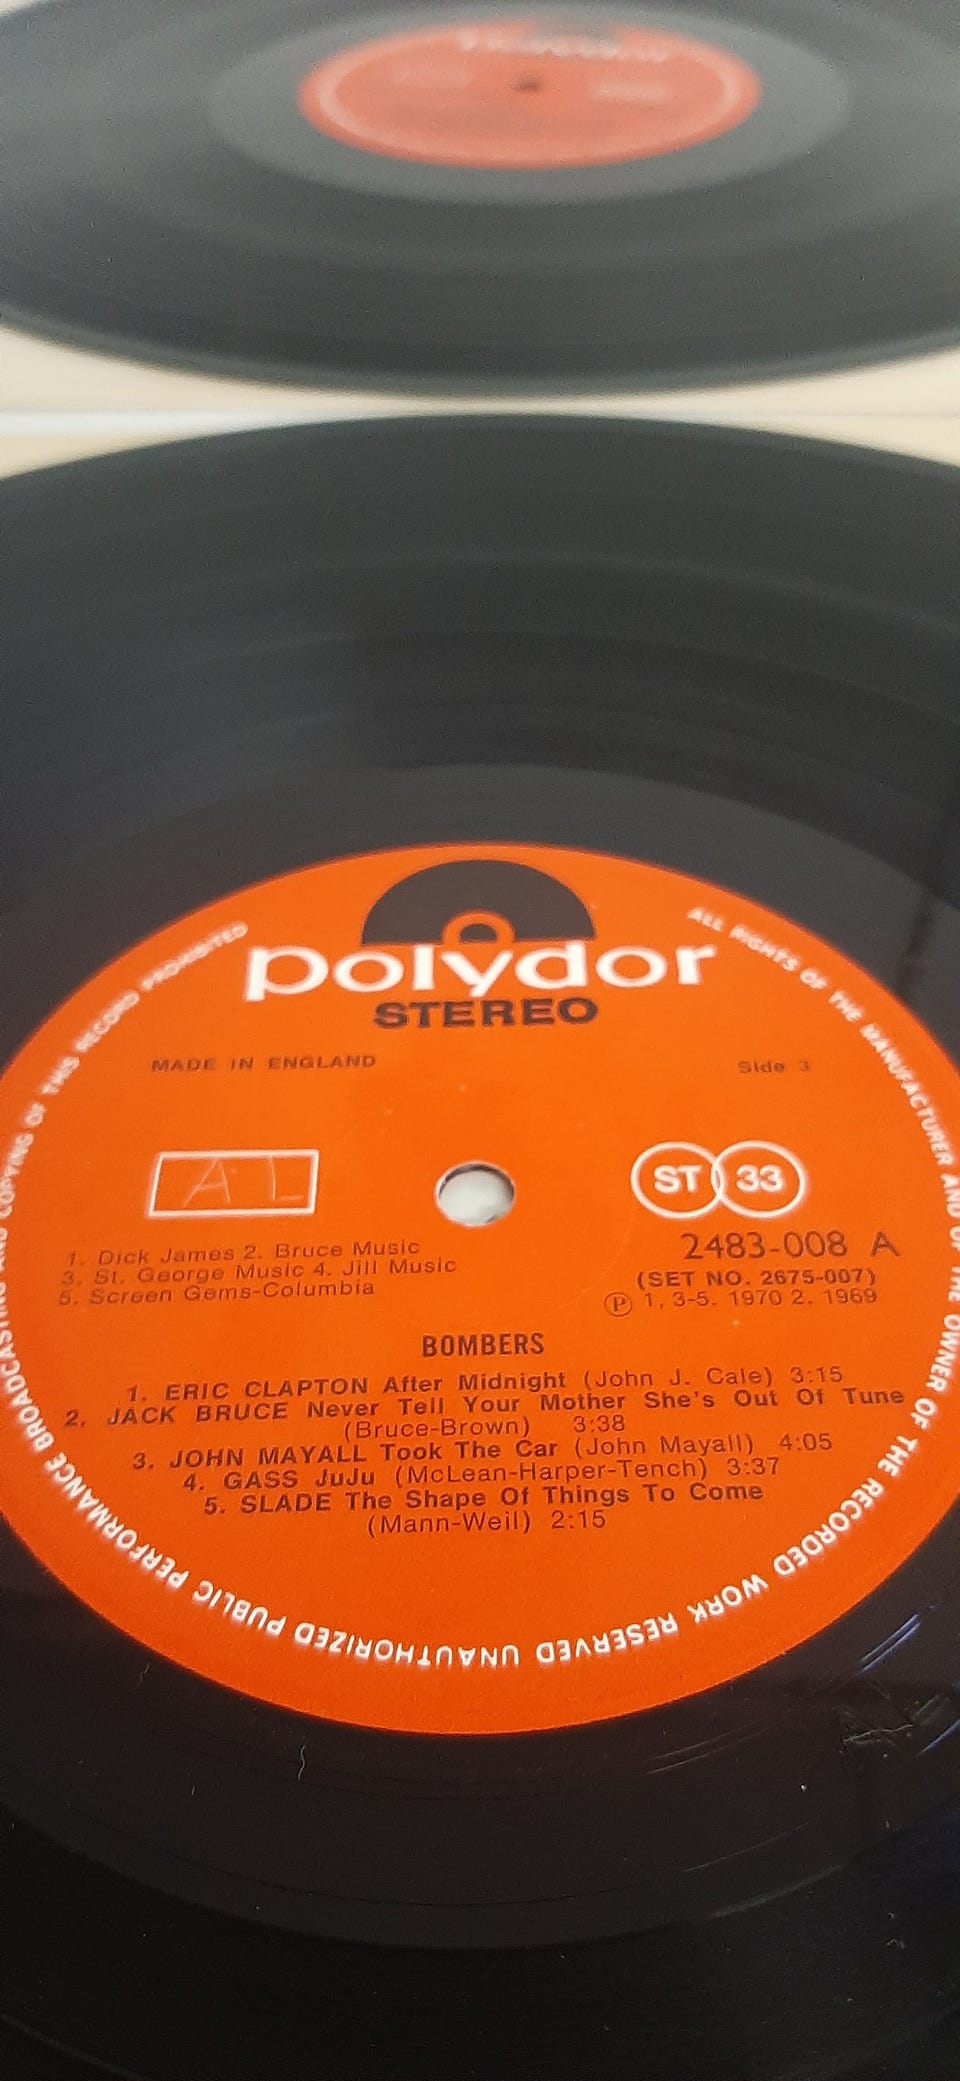 polydor
STEREO
MADE IN ENGLAND
Side 3
A L
ST 33
1. Dick James 2. Bruce Music
3. St. George Music 4. Jill Music
5. Screen Gems-Columbia
2483-008 A
(SET NO. 2675-007)
Ⓟ 1, 3-5. 1970 2. 1969
BOMBERS
1. ERIC CLAPTON After Midnight (John J. Cale) 3:15
2. JACK BRUCE Never Tell Your Mother She's Out Of Tune
(Bruce-Brown) 3:38
3. JOHN MAYALL Took The Car (John Mayall) 4:05
4. GASS JuJu (McLean-Harper-Tench) 3:37
5. SLADE The Shape Of Things To Come
(Mann-Weil) 2:15
ALL RIGHTS OF THE MANUFACTURER AND OF THE OWNER OF THE RECORDED WORK RESERVED UNAUTHORIZED PUBLIC PERFORMANCE BROADCASTING AND COPYING OF THIS RECORD PROHIBITED